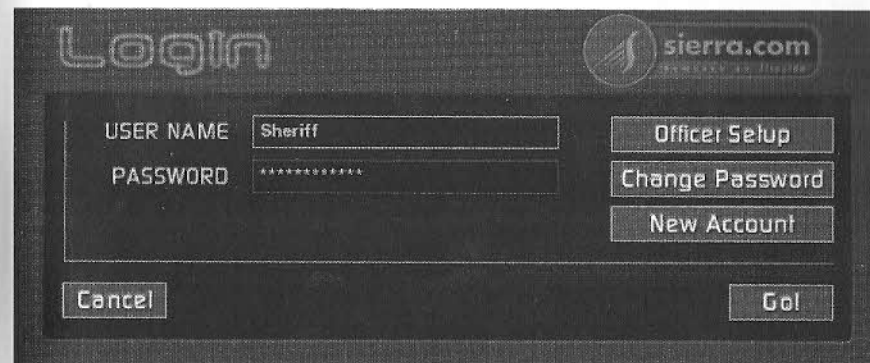 Login
sierra.com
USER NAME Sheriff
Officer Setup
PASSWORD ************
Change Password
New Account
Cancel
Go!